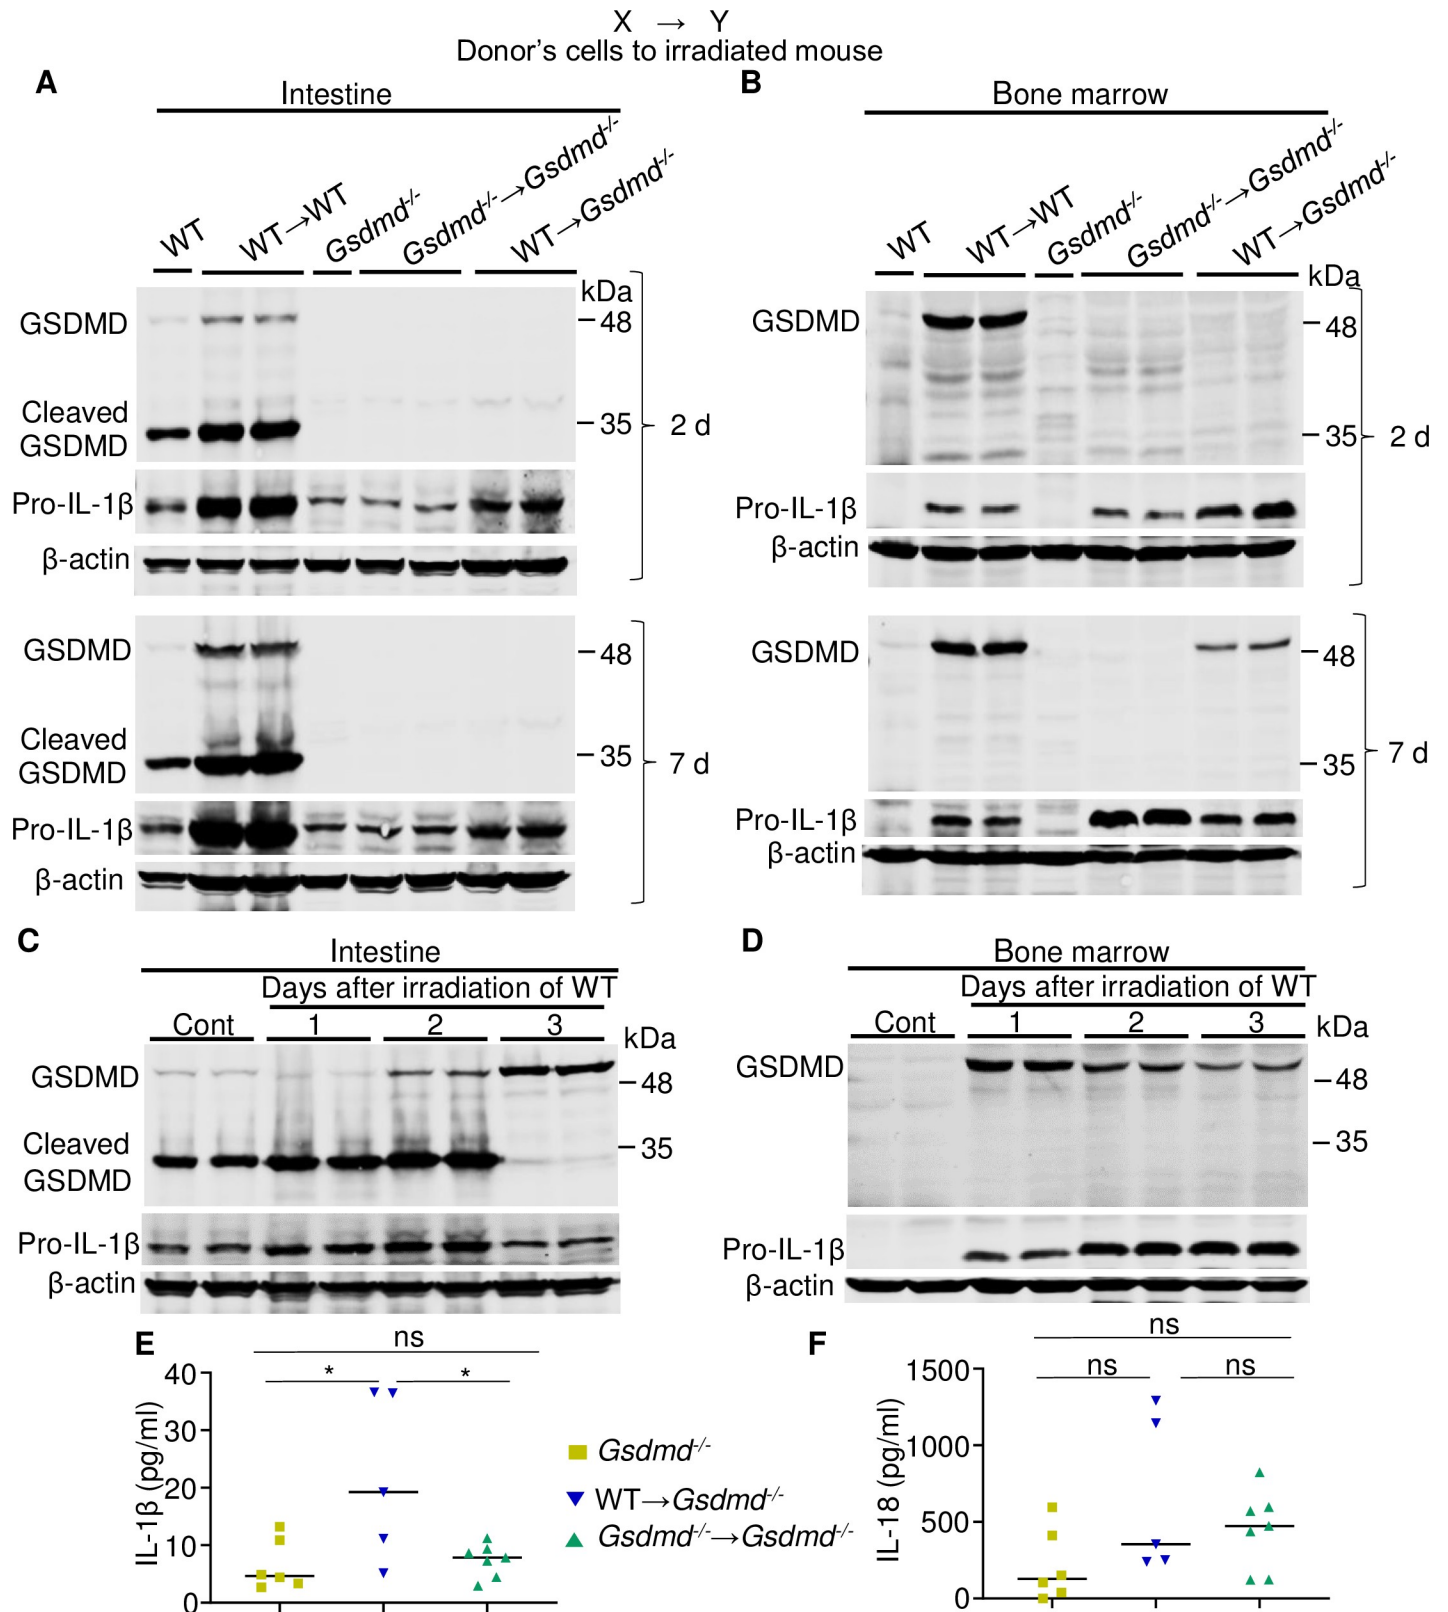 X → Y
Donor's cells to irradiated mouse
A
Intestine
WT
WT→WT
Gsdmd-/-
Gsdmd-/-→Gsdmd-/-
WT→Gsdmd-/-
kDa
GSDMD
48
Cleaved
GSDMD
35
2 d
Pro-IL-1β
β-actin
GSDMD
48
Cleaved
GSDMD
35
7 d
Pro-IL-1β
β-actin
B
Bone marrow
WT
WT→WT
Gsdmd-/-
Gsdmd-/-→Gsdmd-/-
WT→Gsdmd-/-
kDa
GSDMD
48
35
2 d
Pro-IL-1β
β-actin
GSDMD
48
35
7 d
Pro-IL-1β
β-actin
C
Intestine
Days after irradiation of WT
Cont 1 2 3
kDa
GSDMD
48
Cleaved
GSDMD
35
Pro-IL-1β
β-actin
D
Bone marrow
Days after irradiation of WT
Cont 1 2 3
kDa
GSDMD
48
35
Pro-IL-1β
β-actin
E
ns
* *
IL-1β (pg/ml)
40
30
20
10
0
Gsdmd-/-
WT→Gsdmd-/-
Gsdmd-/-→Gsdmd-/-
F
ns
ns ns
IL-18 (pg/ml)
1500
1000
500
0